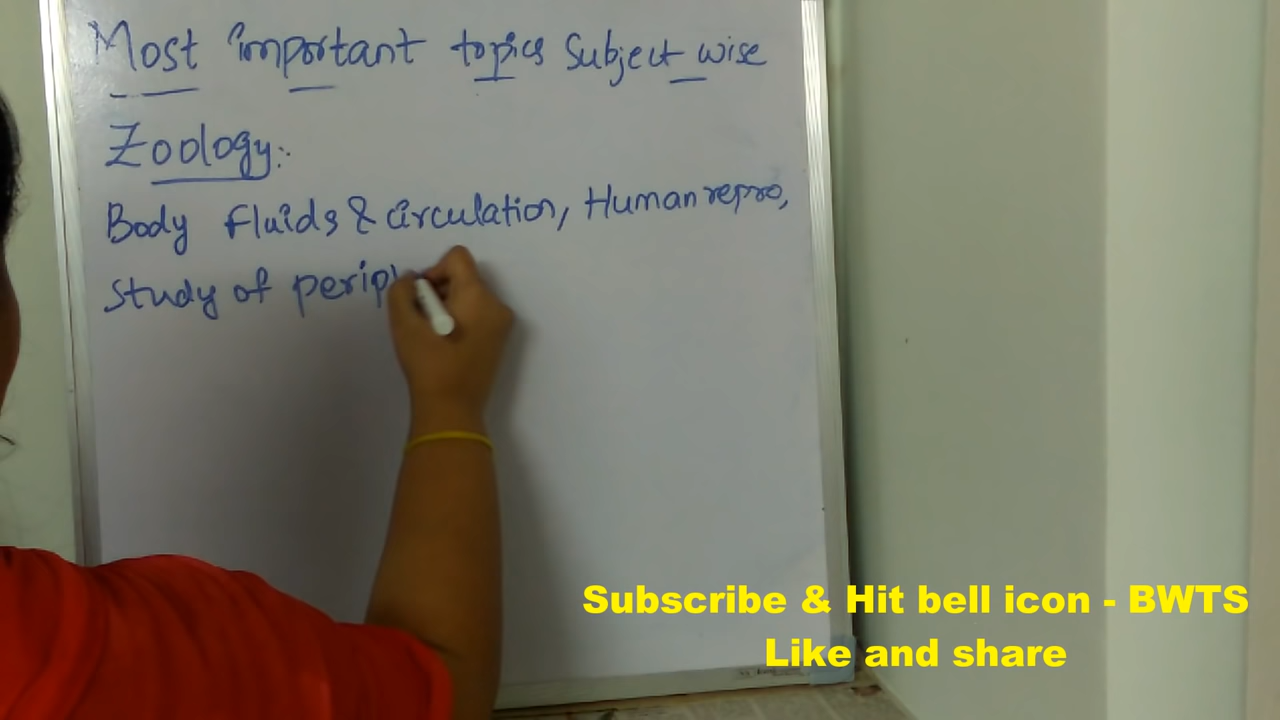 Most important topics Subject wise
Zoology:
Body fluids & circulation, Human repro,
Study of perip
Subscribe & Hit bell icon - BWTS
Like and share